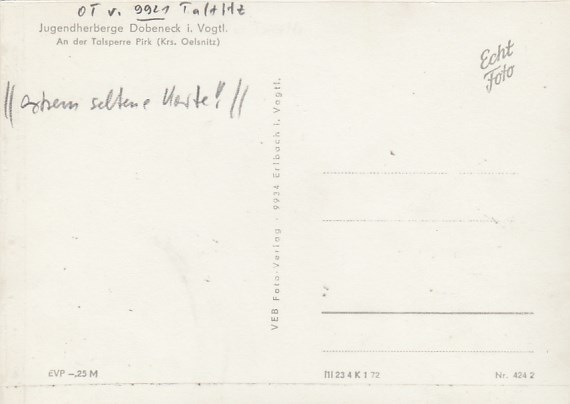 OT v. 9921 Taltitz
Jugendherberge Dobeneck i. Vogtl.
An der Talsperre Pirk (Krs. Oelsnitz)
Echt
Foto
// extrem seltene Karte!! //
VEB Foto-Verlag · 9934 Erlbach i. Vogtl.
EVP –,25 M
III 23 4 K 1 72
Nr. 424 2